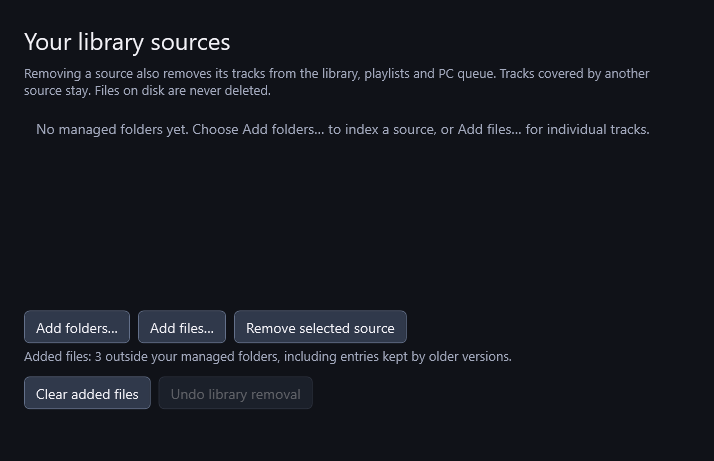 Your library sources
Removing a source also removes its tracks from the library, playlists and PC queue. Tracks covered by another
source stay. Files on disk are never deleted.
No managed folders yet. Choose Add folders... to index a source, or Add files... for individual tracks.
Add folders...
Add files...
Remove selected source
Added files: 3 outside your managed folders, including entries kept by older versions.
Clear added files
Undo library removal